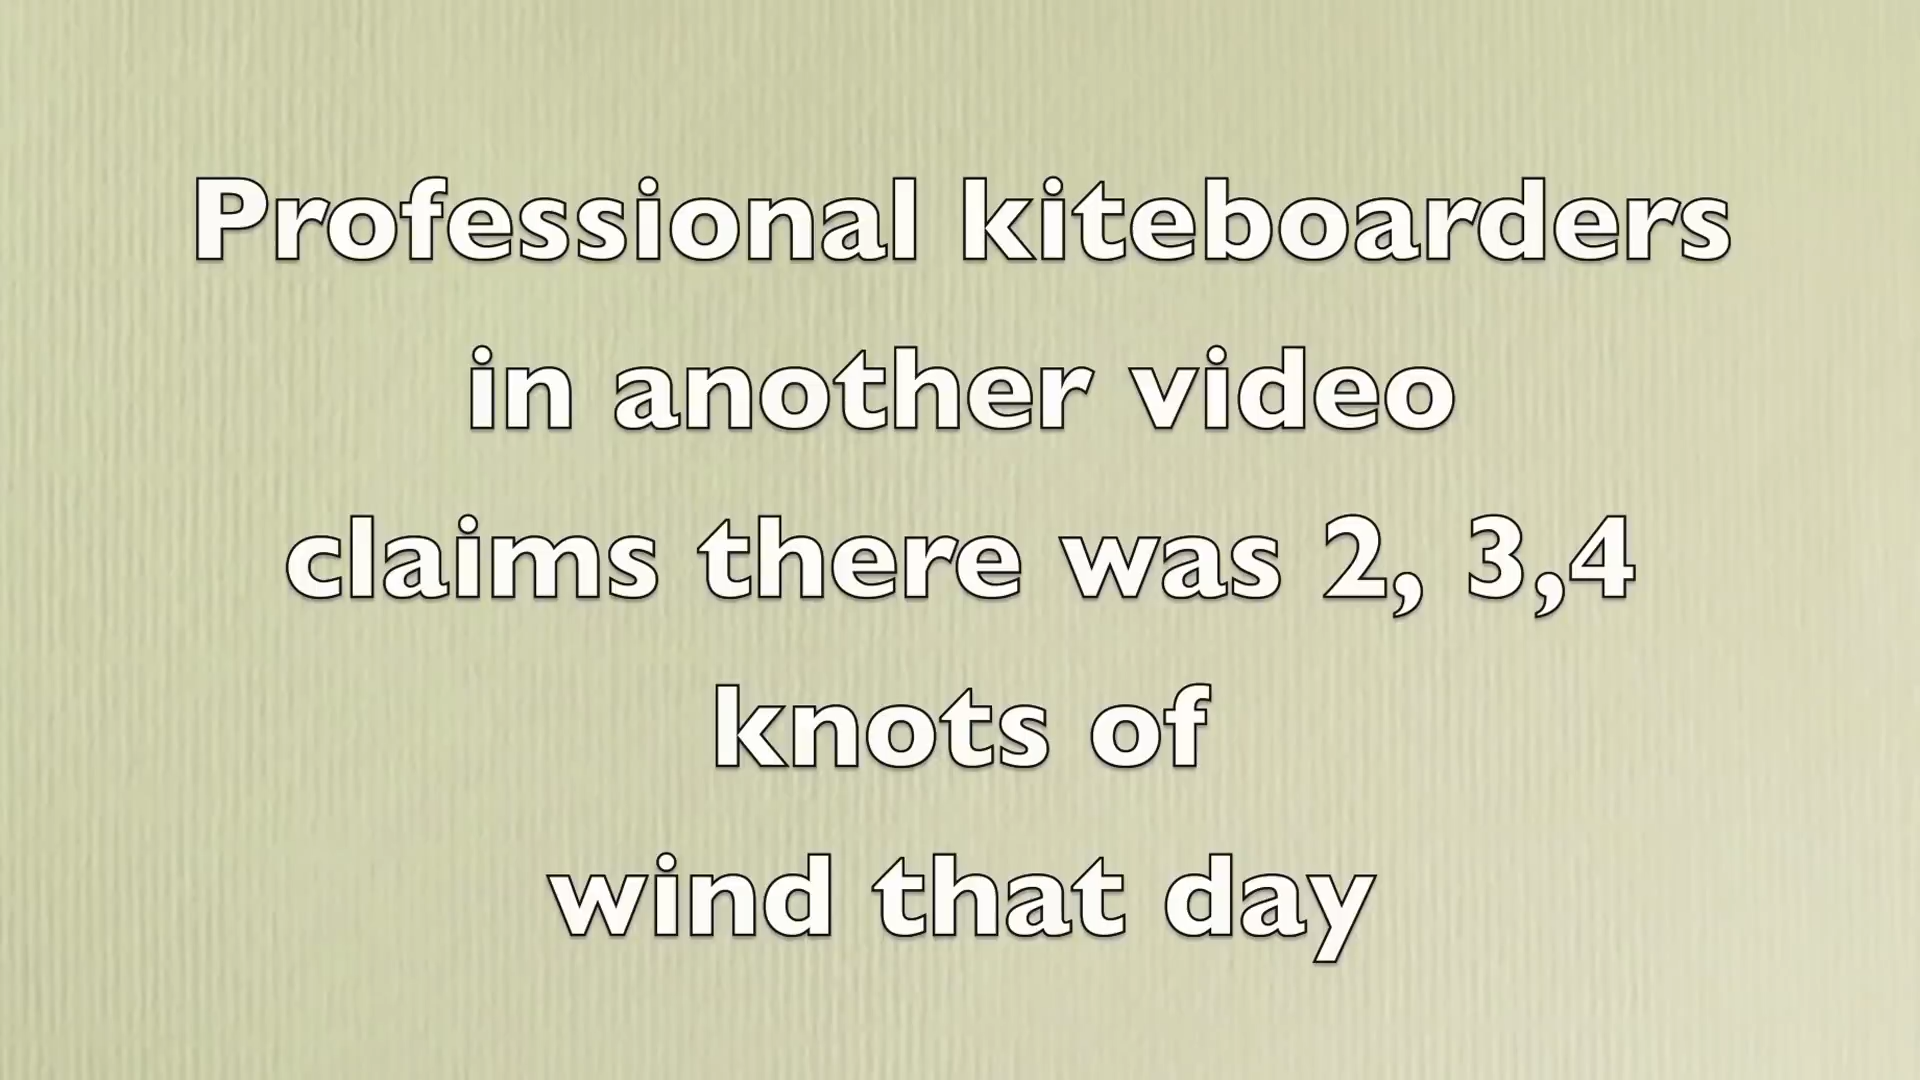 Professional kiteboarders
in another video
claims there was 2, 3,4
knots of
wind that day